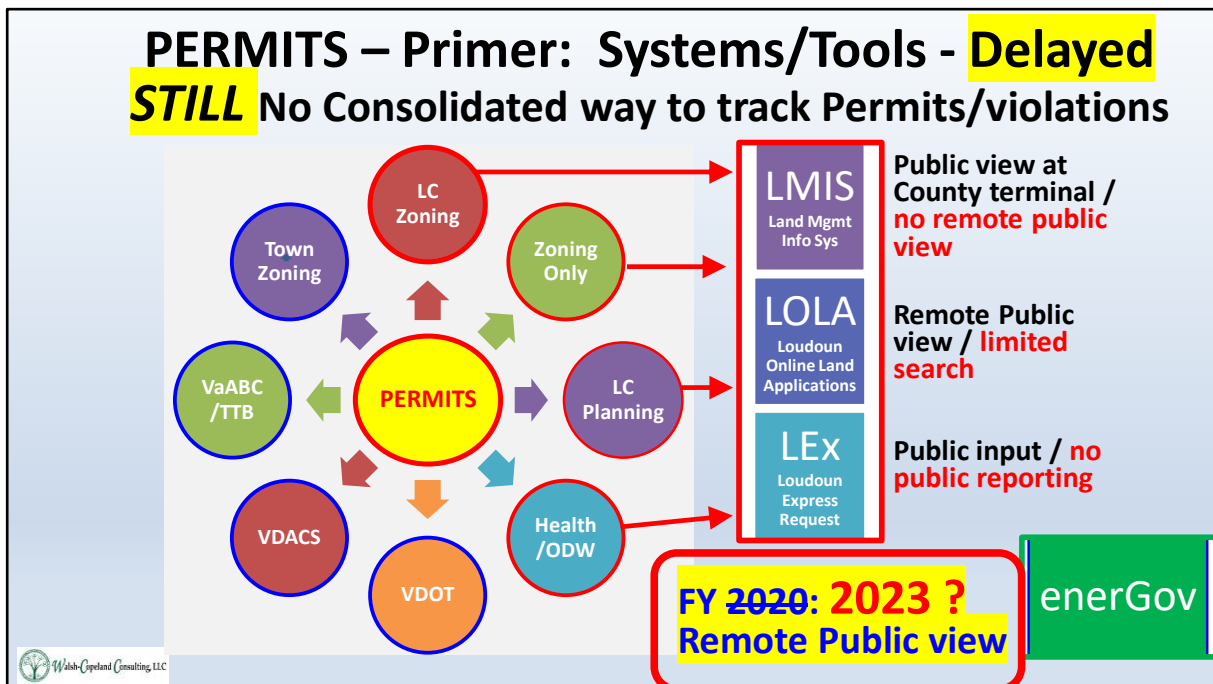 PERMITS – Primer: Systems/Tools - Delayed
STILL No Consolidated way to track Permits/violations
LC
Zoning
Zoning
Only
LC
Planning
Health
/ODW
VDOT
VDACS
VaABC
/TTB
Town
Zoning
PERMITS
LMIS
Land Mgmt
Info Sys
Public view at
County terminal /
no remote public
view
LOLA
Loudoun
Online Land
Applications
Remote Public
view / limited
search
LEx
Loudoun
Express
Request
Public input / no
public reporting
FY 2020: 2023 ?
Remote Public view
enerGov
Walsh-Copeland Consulting, LLC